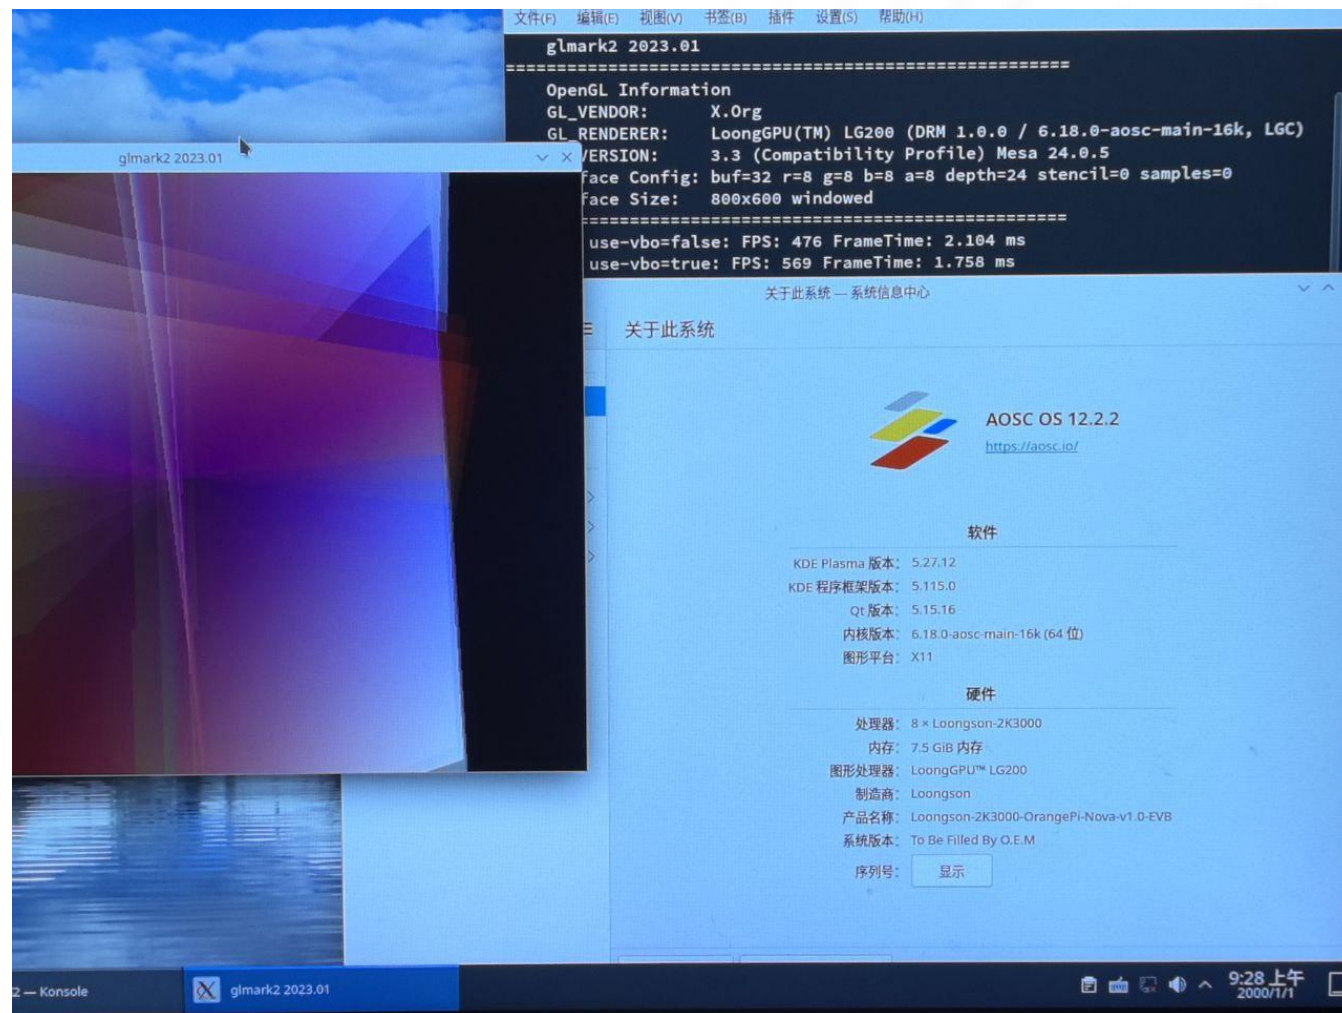 文件(F) 编辑(E) 视图(V) 书签(B) 插件 设置(S) 帮助(H)
glmark2 2023.01
=======================================================
OpenGL Information
GL_VENDOR: X.Org
GL_RENDERER: LoongGPU(TM) LG200 (DRM 1.0.0 / 6.18.0-aosc-main-16k, LGC)
VERSION: 3.3 (Compatibility Profile) Mesa 24.0.5
face Config: buf=32 r=8 g=8 b=8 a=8 depth=24 stencil=0 samples=0
face Size: 800x600 windowed
===============================================
use-vbo=false: FPS: 476 FrameTime: 2.104 ms
use-vbo=true: FPS: 569 FrameTime: 1.758 ms
glmark2 2023.01
关于此系统 — 系统信息中心
关于此系统
AOSC OS 12.2.2
https://aosc.io/
软件
KDE Plasma 版本: 5.27.12
KDE 程序框架版本: 5.115.0
Qt 版本: 5.15.16
内核版本: 6.18.0-aosc-main-16k (64 位)
图形平台: X11
硬件
处理器: 8 × Loongson-2K3000
内存: 7.5 GiB 内存
图形处理器: LoongGPU™ LG200
制造商: Loongson
产品名称: Loongson-2K3000-OrangePi-Nova-v1.0-EVB
系统版本: To Be Filled By O.E.M
序列号: 显示
2 — Konsole
glmark2 2023.01
9:28 上午
2000/1/1